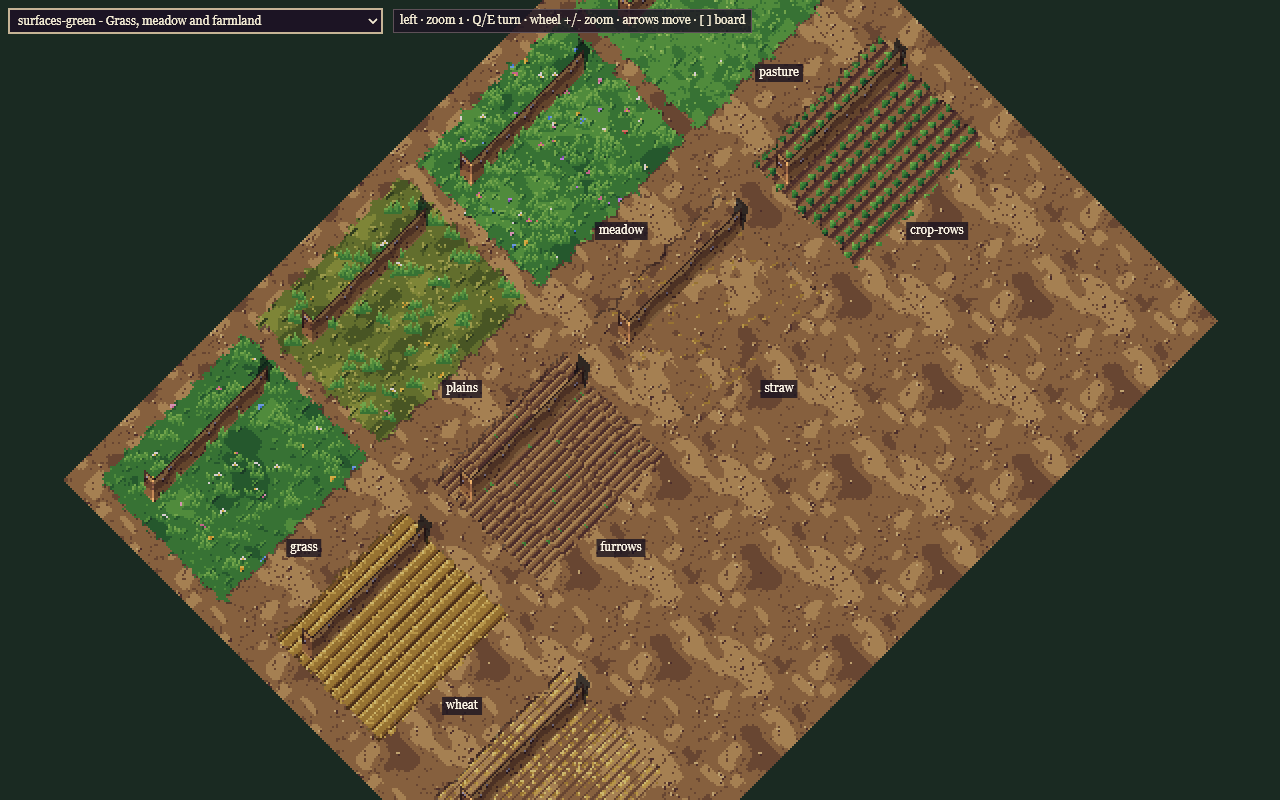 surfaces-green - Grass, meadow and farmland
left · zoom 1 · Q/E turn · wheel +/- zoom · arrows move · [ ] board
pasture
meadow
crop-rows
plains
straw
grass
furrows
wheat